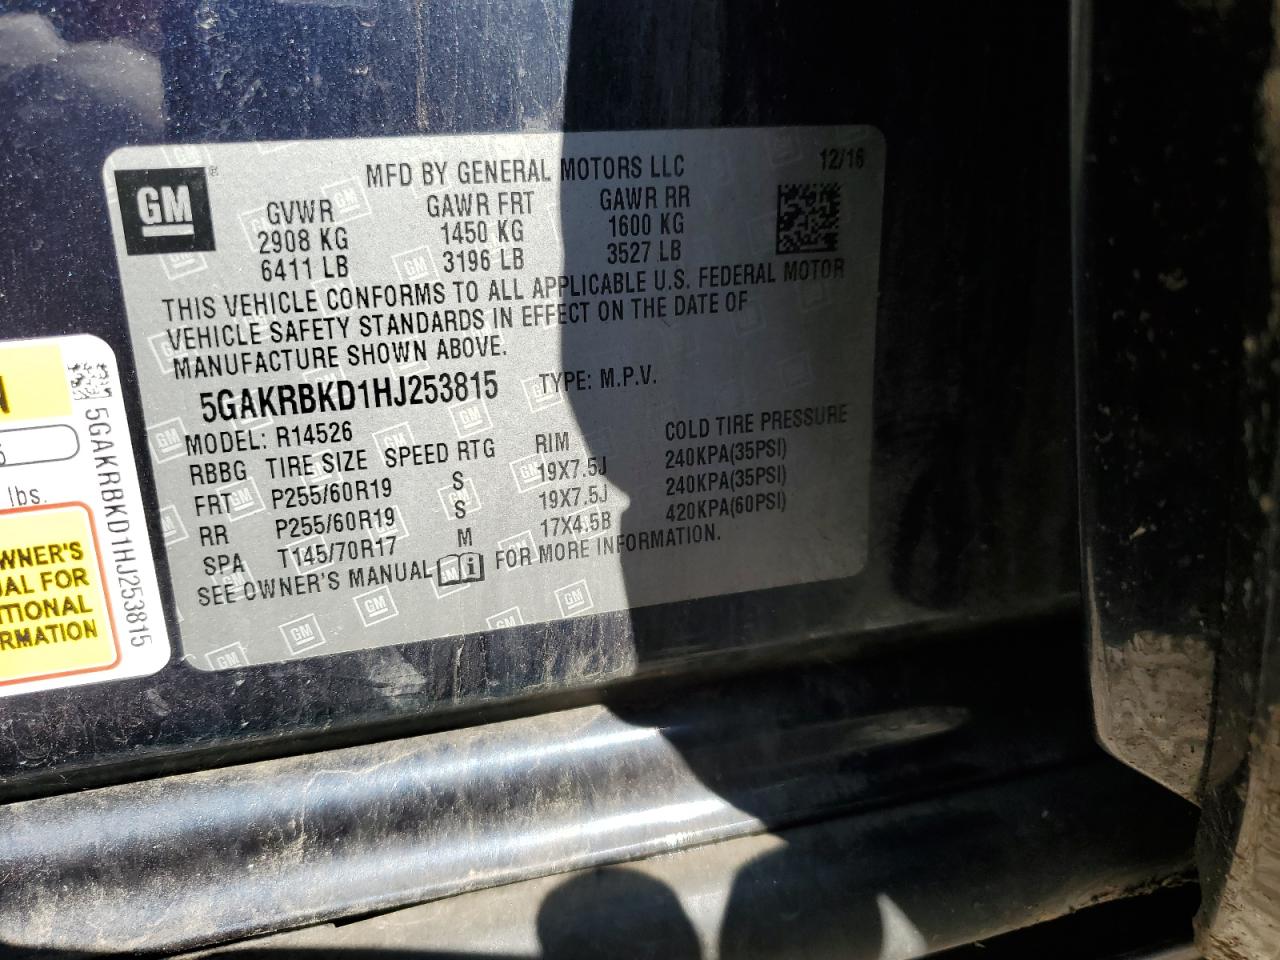 GM
MFD BY GENERAL MOTORS LLC 12/16
GVWR GAWR FRT GAWR RR
2908 KG 1450 KG 1600 KG
6411 LB 3196 LB 3527 LB
THIS VEHICLE CONFORMS TO ALL APPLICABLE U.S. FEDERAL MOTOR
VEHICLE SAFETY STANDARDS IN EFFECT ON THE DATE OF
MANUFACTURE SHOWN ABOVE.
5GAKRBKD1HJ253815 TYPE: M.P.V.
MODEL: R14526
RBBG TIRE SIZE SPEED RTG RIM COLD TIRE PRESSURE
FRT P255/60R19 S 19X7.5J 240KPA(35PSI)
RR P255/60R19 S 19X7.5J 240KPA(35PSI)
SPA T145/70R17 M 17X4.5B 420KPA(60PSI)
SEE OWNER'S MANUAL FOR MORE INFORMATION.
5GAKRBKD1HJ253815
lbs.
WNER'S
UAL FOR
ITIONAL
RMATION